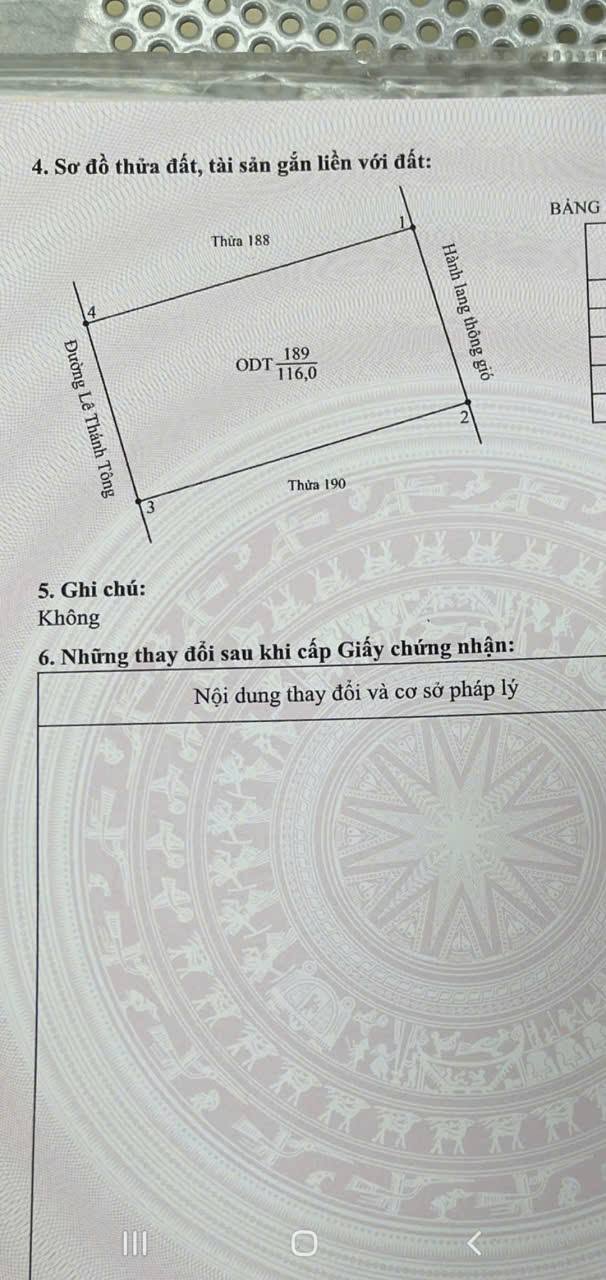 4. Sơ đồ thửa đất, tài sản gắn liền với đất:
BẢNG
Thửa 188
1
Hành lang thông gió
4
ODT 189
116,0
Đường Lê Thánh Tông
2
Thửa 190
3
5. Ghi chú:
Không
6. Những thay đổi sau khi cấp Giấy chứng nhận:
Nội dung thay đổi và cơ sở pháp lý